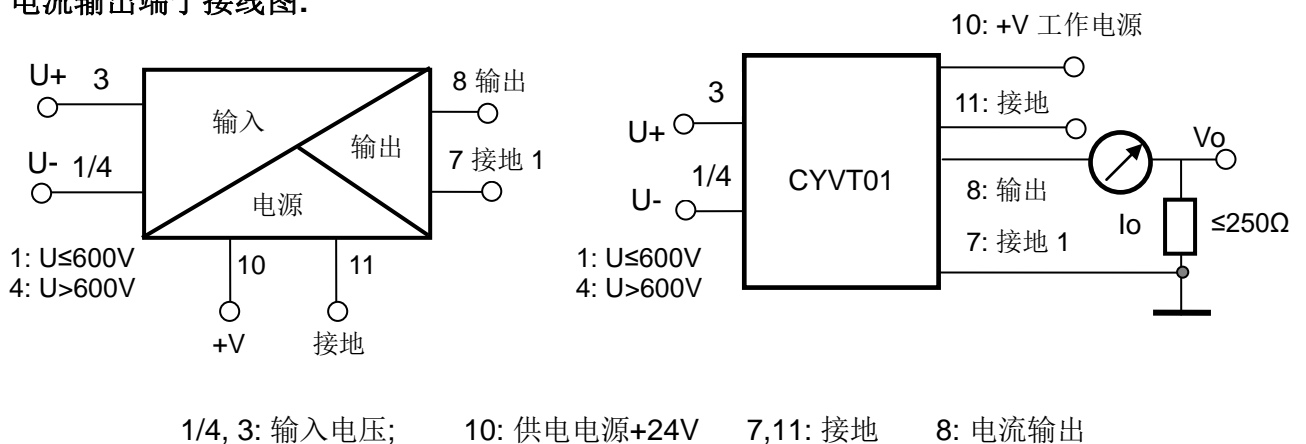 电流输出端子接线图:
U+ 3
输入
8 输出
U- 1/4
输出
7 接地 1
电源
1: U≤600V
4: U>600V
10
11
+V
接地
10: +V 工作电源
3
U+
11: 接地
Vo
1/4
CYVT01
U-
8: 输出
Io
≤250Ω
7: 接地 1
1: U≤600V
4: U>600V
1/4, 3: 输入电压; 10: 供电电源+24V 7,11: 接地 8: 电流输出